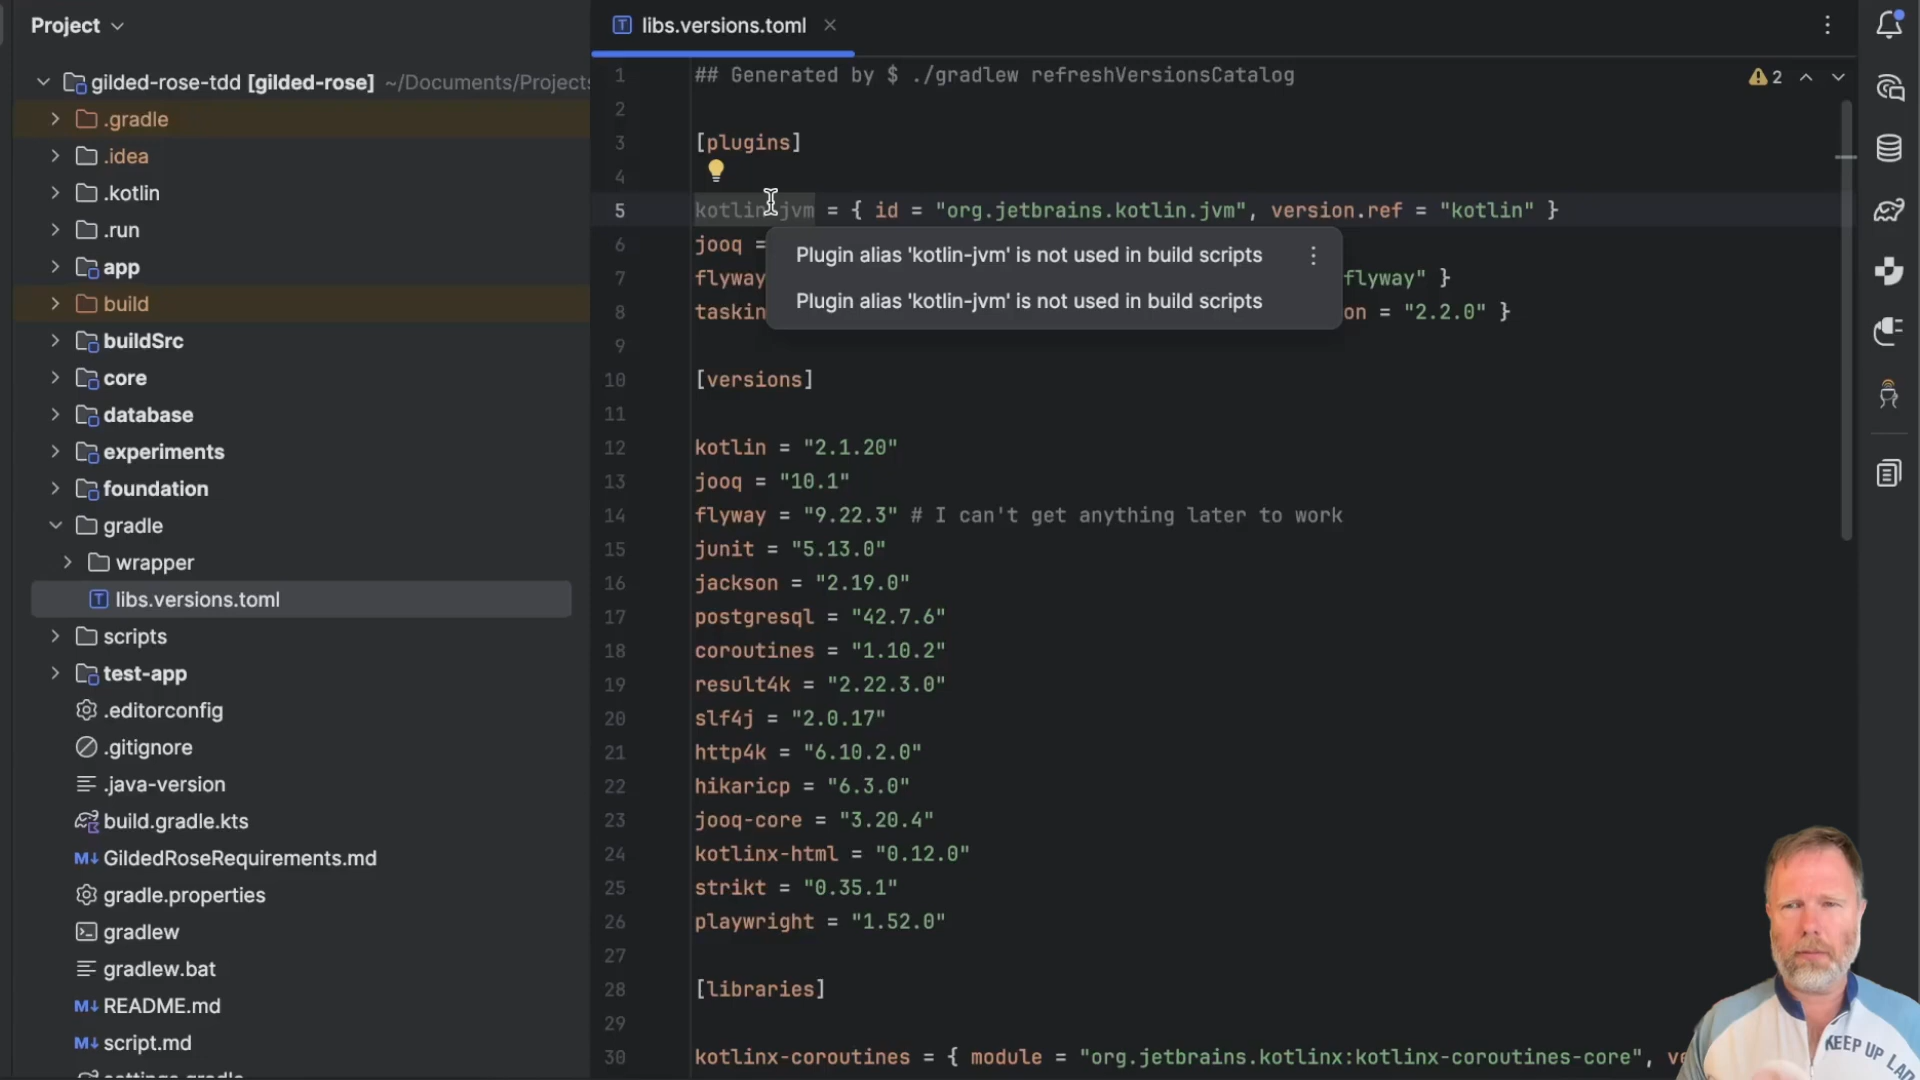 Project
libs.versions.toml
gilded-rose-tdd [gilded-rose] ~/Documents/Projects
.gradle
.idea
.kotlin
.run
app
build
buildSrc
core
database
experiments
foundation
gradle
wrapper
libs.versions.toml
scripts
test-app
.editorconfig
.gitignore
.java-version
build.gradle.kts
M↓ GildedRoseRequirements.md
gradle.properties
gradlew
gradlew.bat
M↓ README.md
M↓ script.md
settings.gradle
1 ## Generated by $ ./gradlew refreshVersionsCatalog
2
3 [plugins]
4
5 kotlin-jvm = { id = "org.jetbrains.kotlin.jvm", version.ref = "kotlin" }
6 jooq =
7 flyway flyway" }
8 taskin on = "2.2.0" }
Plugin alias 'kotlin-jvm' is not used in build scripts
Plugin alias 'kotlin-jvm' is not used in build scripts
9
10 [versions]
11
12 kotlin = "2.1.20"
13 jooq = "10.1"
14 flyway = "9.22.3" # I can't get anything later to work
15 junit = "5.13.0"
16 jackson = "2.19.0"
17 postgresql = "42.7.6"
18 coroutines = "1.10.2"
19 result4k = "2.22.3.0"
20 slf4j = "2.0.17"
21 http4k = "6.10.2.0"
22 hikaricp = "6.3.0"
23 jooq-core = "3.20.4"
24 kotlinx-html = "0.12.0"
25 strikt = "0.35.1"
26 playwright = "1.52.0"
27
28 [libraries]
29
30 kotlinx-coroutines = { module = "org.jetbrains.kotlinx:kotlinx-coroutines-core", ve
2
KEEP UP LAD